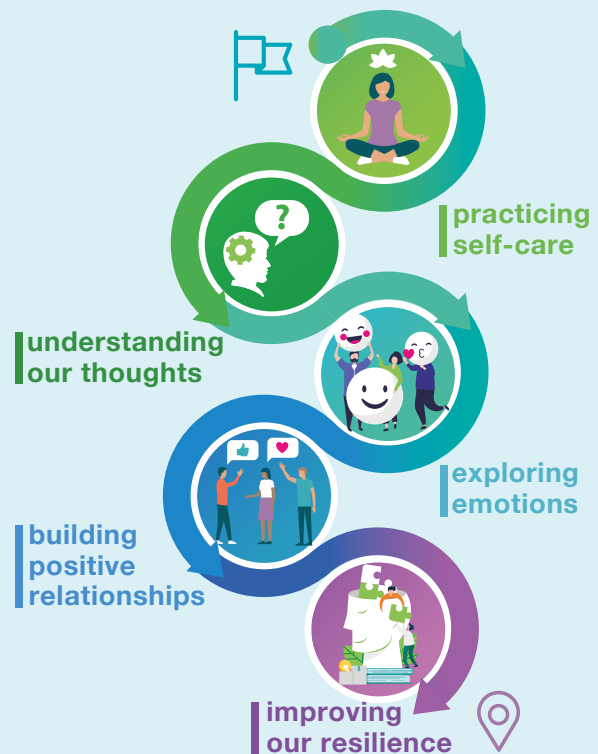 ?
practicing
self-care
understanding
our thoughts
exploring
emotions
building
positive
relationships
improving
our resilience